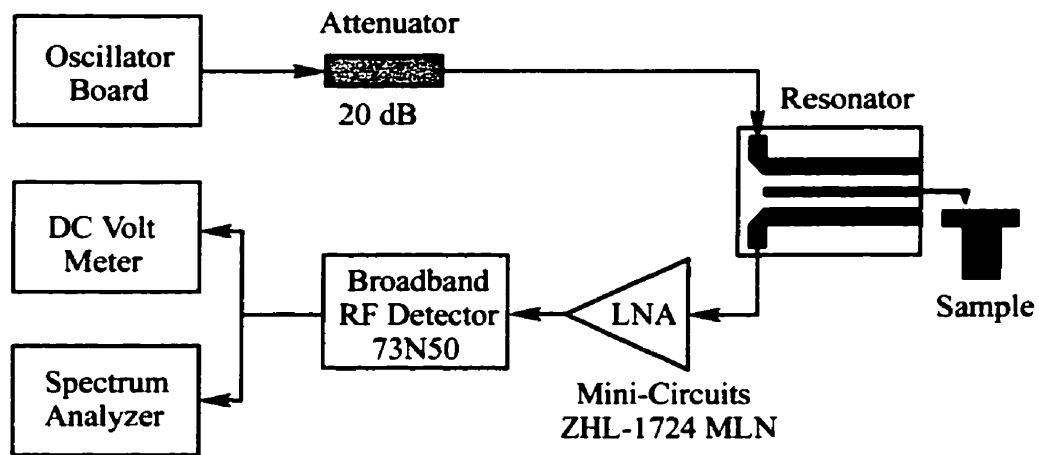 Oscillator
Board
Attenuator
20 dB
Resonator
Sample
DC Volt
Meter
Broadband
RF Detector
73N50
LNA
Mini-Circuits
ZHL-1724 MLN
Spectrum
Analyzer